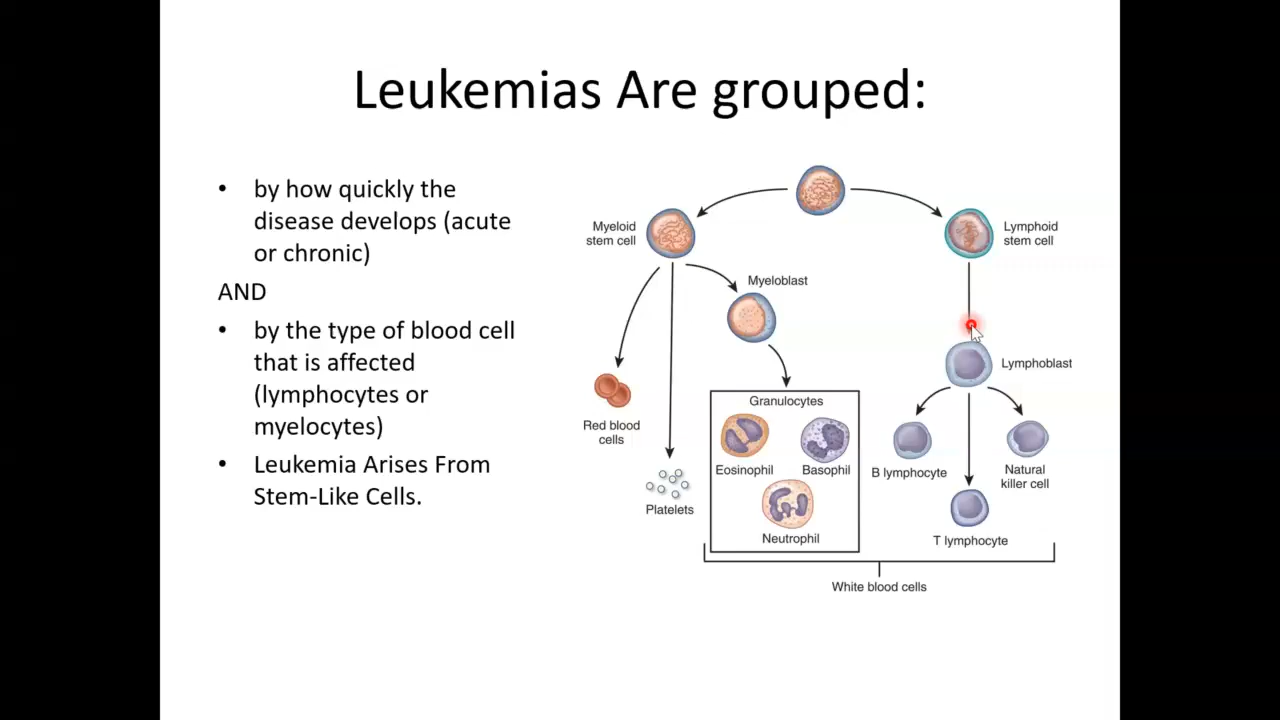 Leukemias Are grouped:
• by how quickly the
disease develops (acute
or chronic)
AND
• by the type of blood cell
that is affected
(lymphocytes or
myelocytes)
• Leukemia Arises From
Stem-Like Cells.
Myeloid
stem cell
Lymphoid
stem cell
Myeloblast
Lymphoblast
Red blood
cells
Platelets
Granulocytes
Eosinophil
Basophil
Neutrophil
B lymphocyte
Natural
killer cell
T lymphocyte
White blood cells